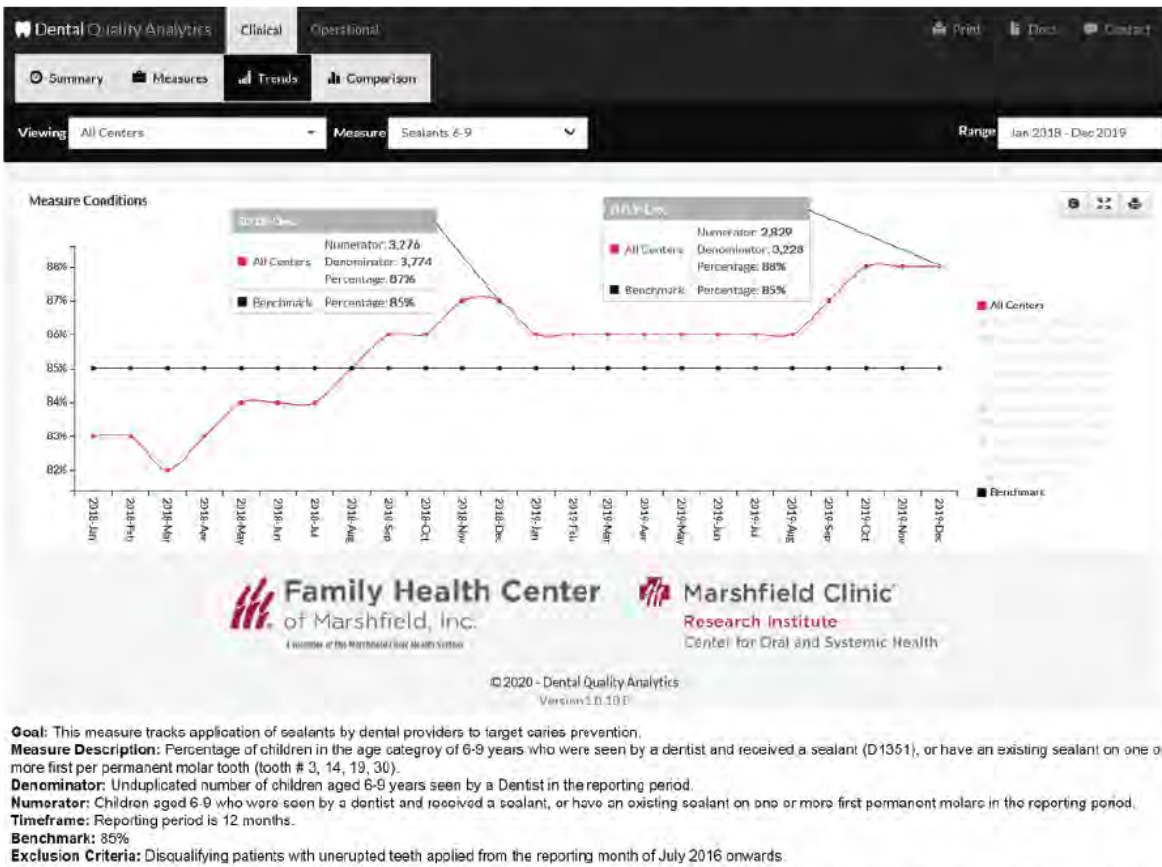 Dental Quality Analytics Clinical Operational Print Docs Contact
Summary Measures Trends Comparison
Viewing All Centers Measure Sealants 6-9 Range Jan 2018 - Dec 2019
Measure Conditions
2018-Dec
All Centers Numerator: 3,276
Denominator: 3,774
Percentage: 87%
Benchmark Percentage: 85%
2019-Dec
All Centers Numerator: 2,829
Denominator: 3,228
Percentage: 88%
Benchmark Percentage: 85%
88%
87%
86%
85%
84%
83%
82%
All Centers
Benchmark
2018-Jan
2018-Feb
2018-Mar
2018-Apr
2018-May
2018-Jun
2018-Jul
2018-Aug
2018-Sep
2018-Oct
2018-Nov
2018-Dec
2019-Jan
2019-Feb
2019-Mar
2019-Apr
2019-May
2019-Jun
2019-Jul
2019-Aug
2019-Sep
2019-Oct
2019-Nov
2019-Dec
Family Health Center
of Marshfield, Inc.
A member of the Marshfield Clinic Health System
Marshfield Clinic
Research Institute
Center for Oral and Systemic Health
© 2020 - Dental Quality Analytics
Goal: This measure tracks application of sealants by dental providers to target caries prevention.
Measure Description: Percentage of children in the age categroy of 6-9 years who were seen by a dentist and received a sealant (D1351), or have an existing sealant on one o
more first per permanent molar tooth (tooth # 3, 14, 19, 30).
Denominator: Unduplicated number of children aged 6-9 years seen by a Dentist in the reporting period.
Numerator: Children aged 6-9 who were seen by a dentist and received a sealant, or have an existing sealant on one or more first permanent molars in the reporting period.
Timeframe: Reporting period is 12 months.
Benchmark: 85%
Exclusion Criteria: Disqualifying patients with unerupted teeth applied from the reporting month of July 2016 onwards